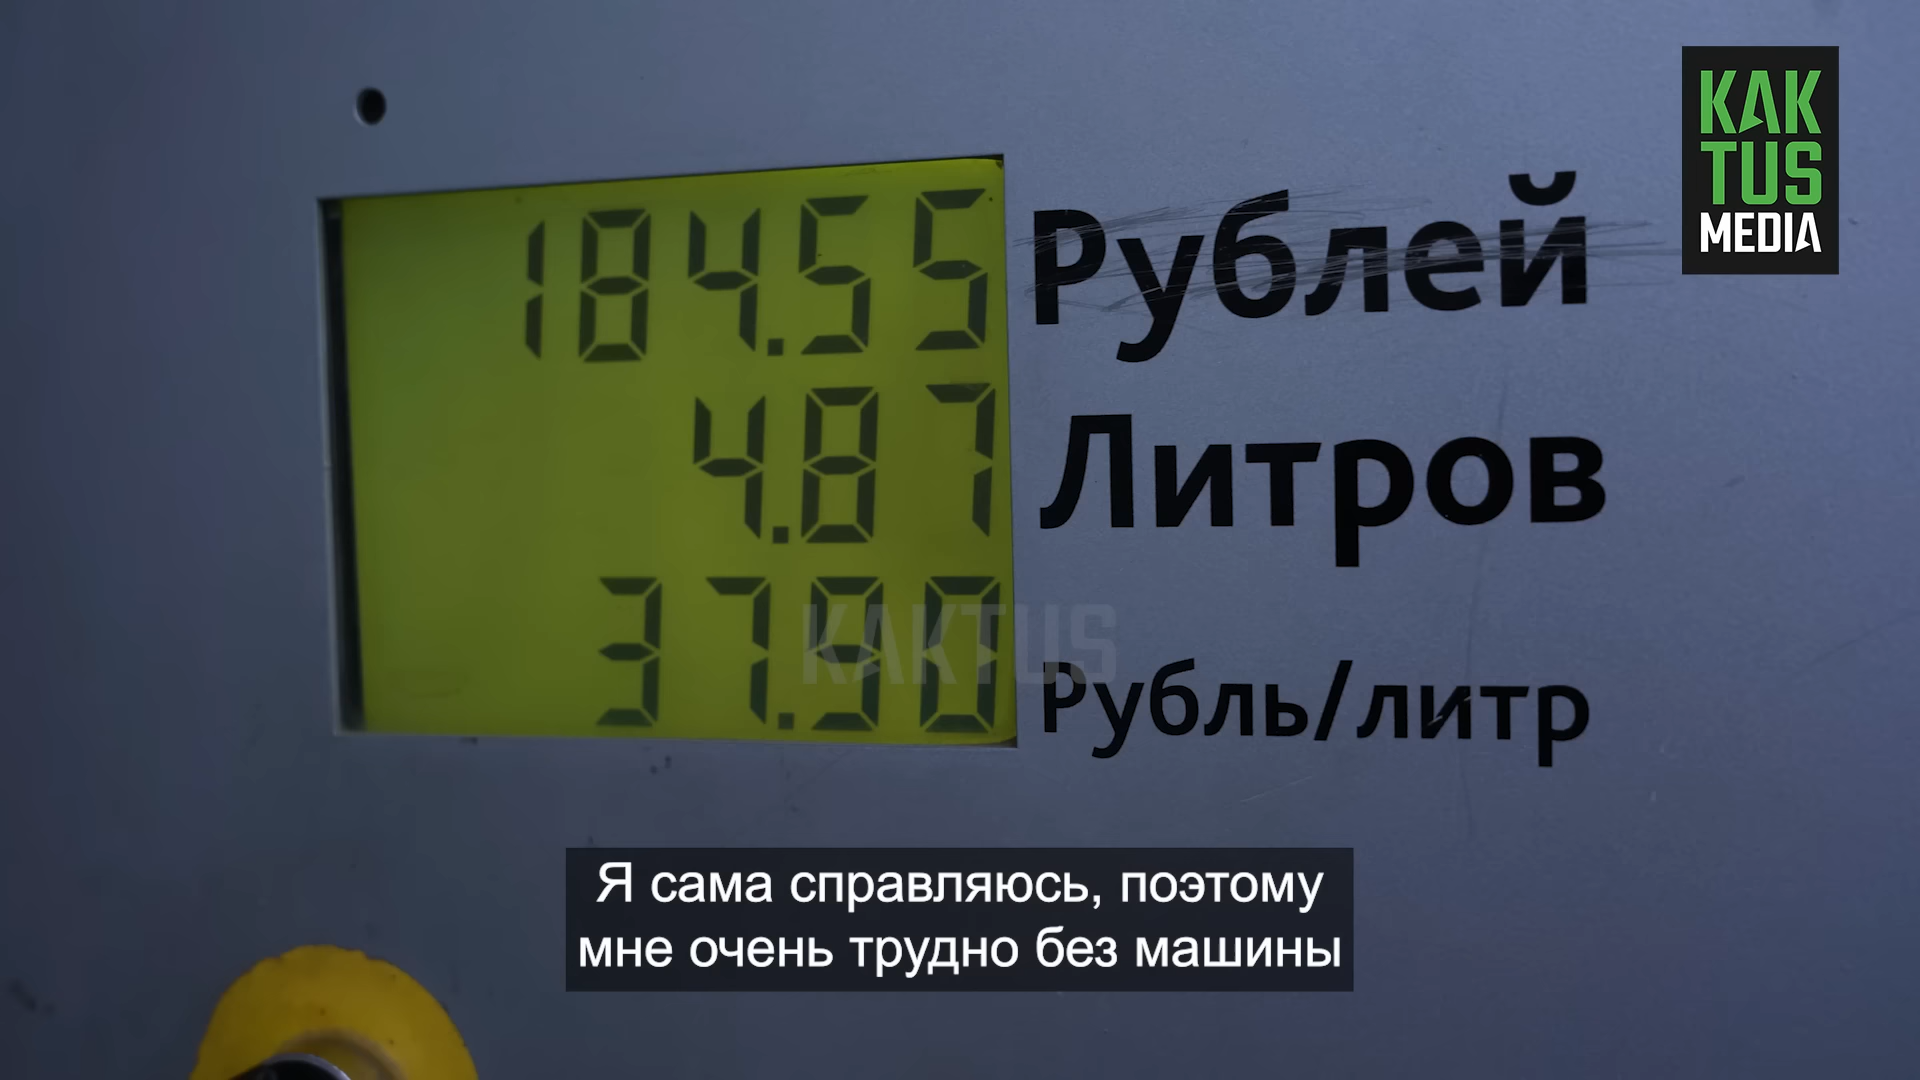 KAK
TUS
MEDIA
184.55 Рублей
4.87 Литров
37.90 Рубль/литр
KAKTUS
Я сама справляюсь, поэтому
мне очень трудно без машины